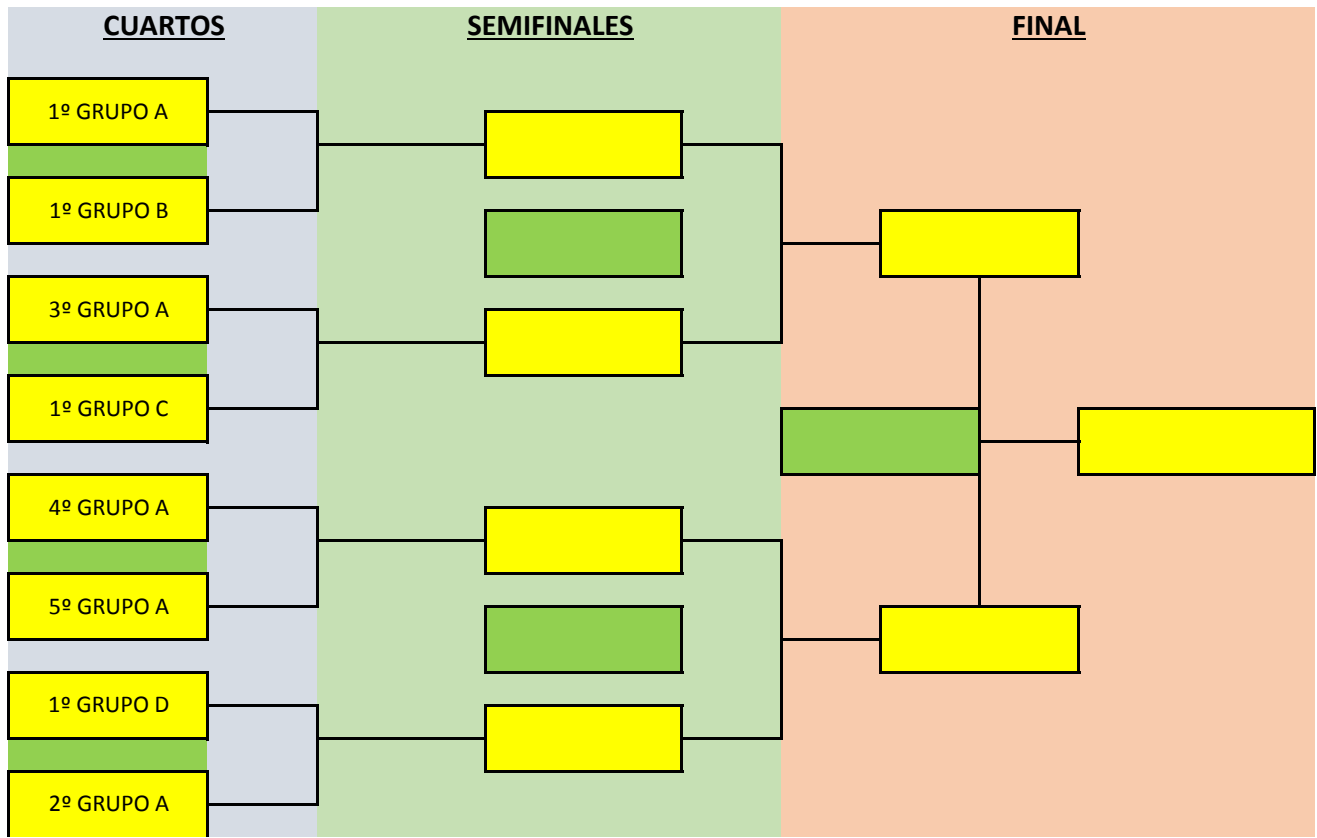 CUARTOS
SEMIFINALES
FINAL
1º GRUPO A
1º GRUPO B
3º GRUPO A
1º GRUPO C
4º GRUPO A
5º GRUPO A
1º GRUPO D
2º GRUPO A